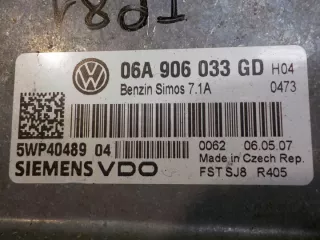 06A 906 033 GD H04
Benzin Simos 7.1A 0473
5WP40489 04 0062 06.05.07
Made in Czech Rep.
SIEMENS VDO FST SJ8 R405